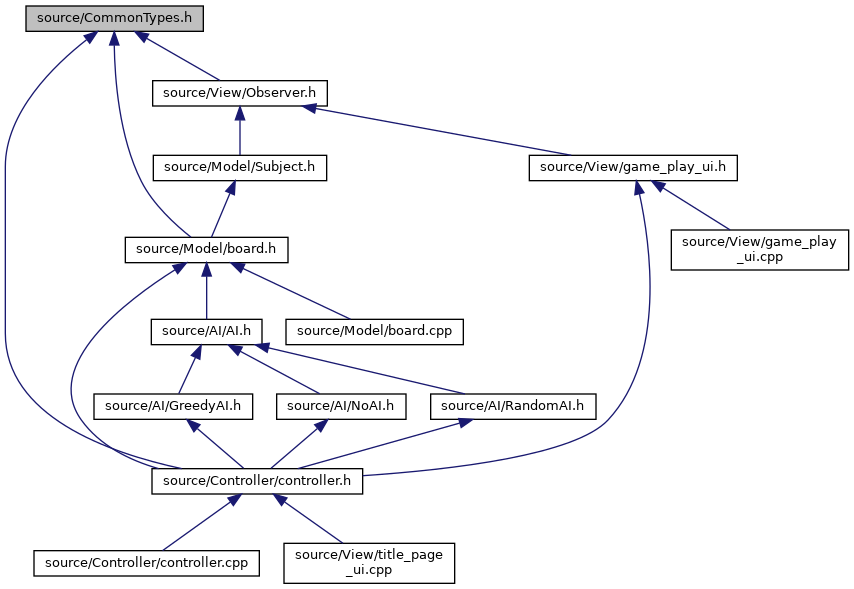 source/CommonTypes.h
source/View/Observer.h
source/Model/Subject.h
source/View/game_play_ui.h
source/Model/board.h
source/View/game_play
_ui.cpp
source/AI/AI.h
source/Model/board.cpp
source/AI/GreedyAI.h
source/AI/NoAI.h
source/AI/RandomAI.h
source/Controller/controller.h
source/Controller/controller.cpp
source/View/title_page
_ui.cpp